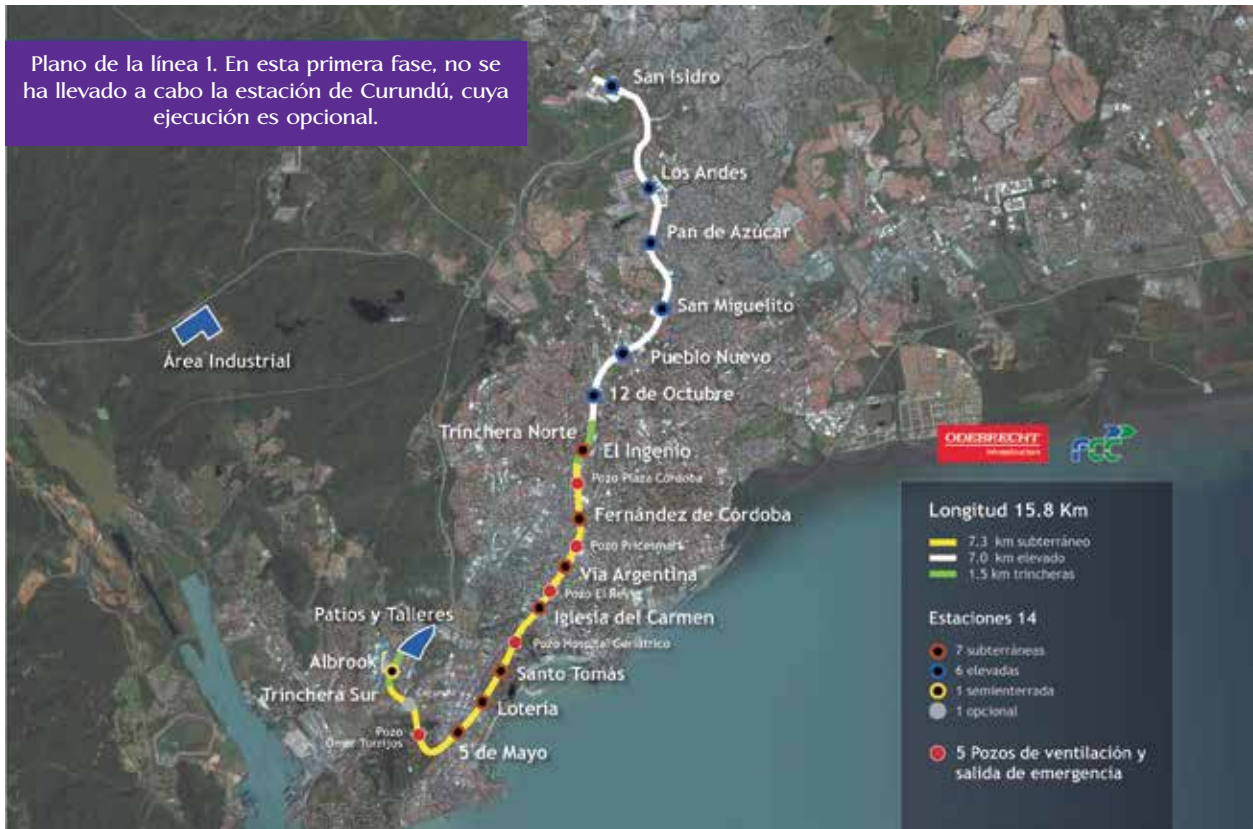 Plano de la línea 1. En esta primera fase, no se
ha llevado a cabo la estación de Curundú, cuya
ejecución es opcional.
San Isidro
Los Andes
Pan de Azúcar
San Miguelito
Área Industrial
Pueblo Nuevo
12 de Octubre
Trinchera Norte
El Ingenio
Pozo Plaza Córdoba
Fernández de Córdoba
Pozo Pricesmart
Vía Argentina
Pozo El Rey
Iglesia del Carmen
Patios y Talleres
Pozo Hospital Geriátrico
Albrook
Santo Tomás
Trinchera Sur
Curundú
Lotería
Pozo
Omar Torrijos
5 de Mayo
ODEBRECHT
Infraestructura
fcc
Longitud 15.8 Km
7.3 km subterráneo
7.0 km elevado
1.5 km trincheras
Estaciones 14
7 subterráneas
6 elevadas
1 semienterrada
1 opcional
5 Pozos de ventilación y
salida de emergencia